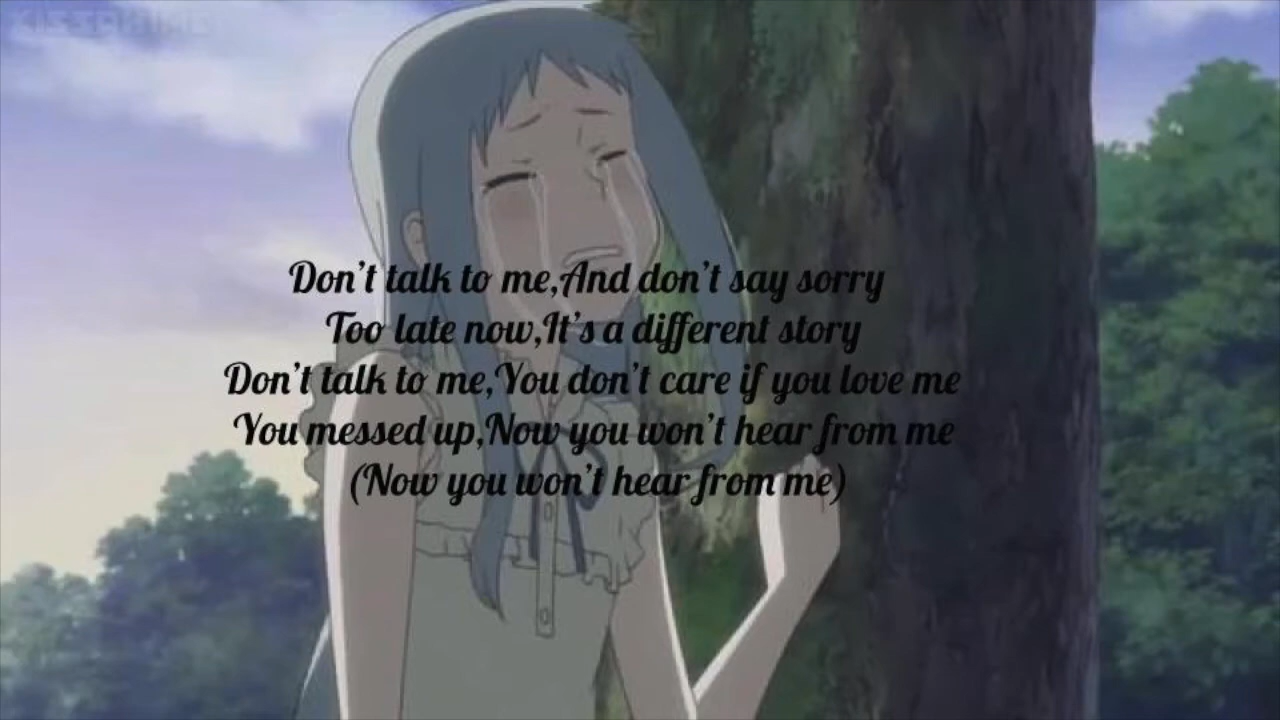 KISSANIME
Don't talk to me,And don't say sorry
Too late now,It's a different story
Don't talk to me,You don't care if you love me
You messed up,Now you won't hear from me
(Now you won't hear from me)